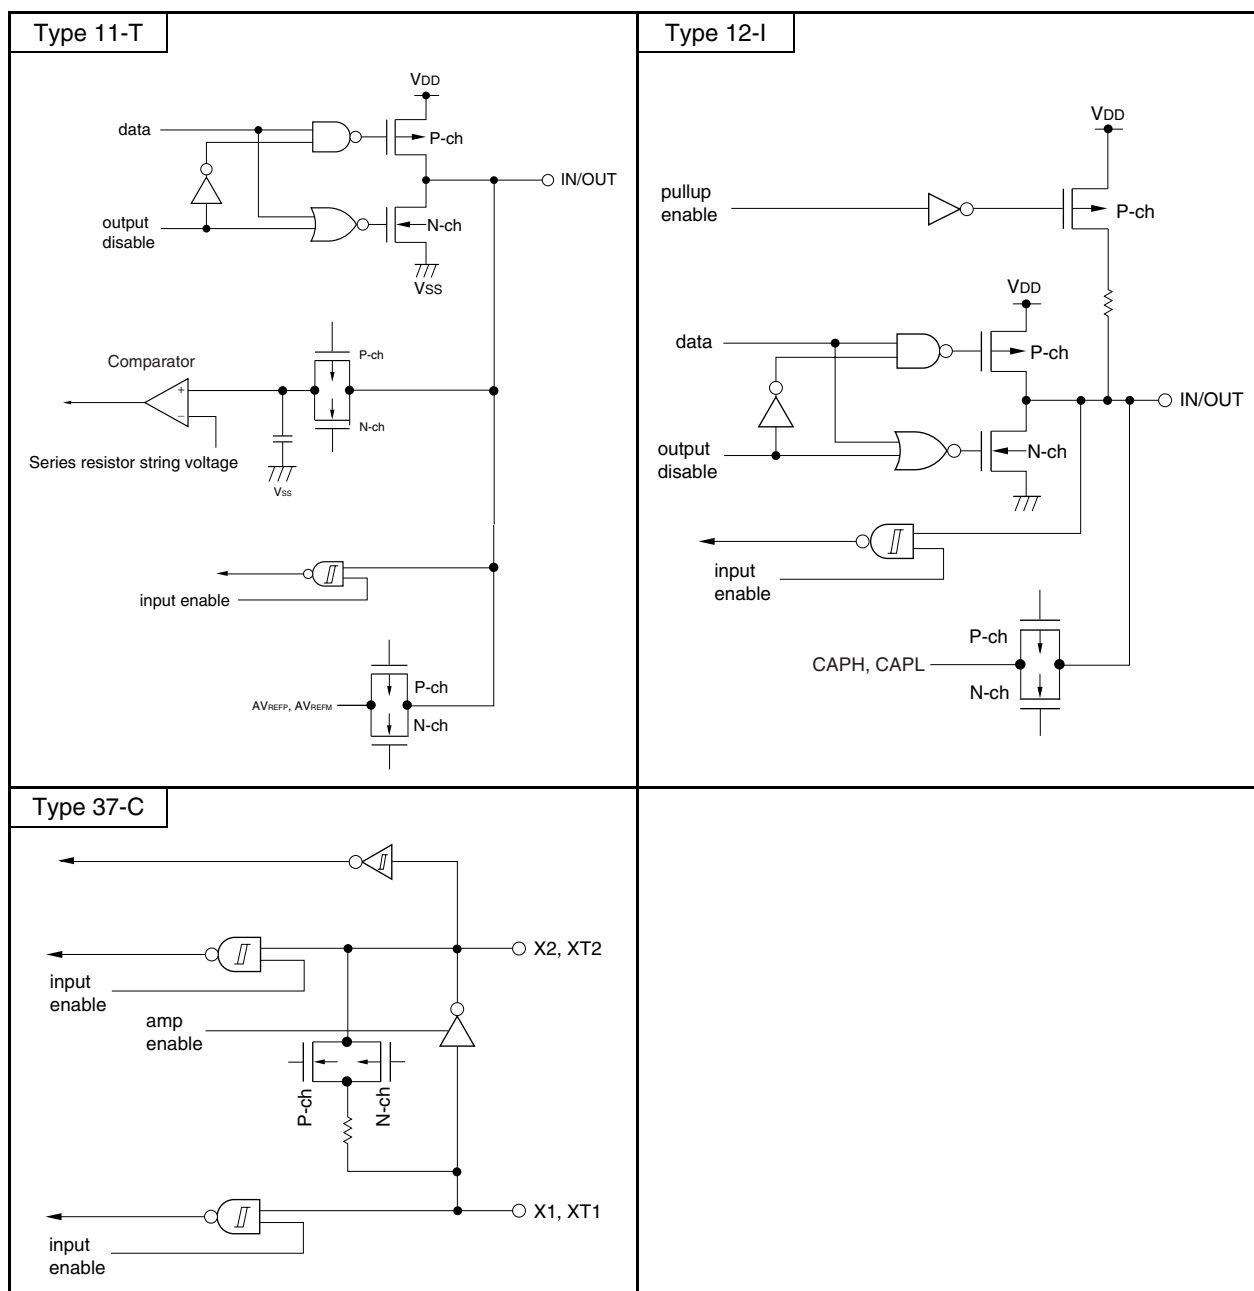 Type 11-T
VDD
data
P-ch
IN/OUT
output
disable
N-ch
VSS
Comparator
P-ch
+
−
N-ch
Series resistor string voltage
VSS
input enable
P-ch
AVREFP, AVREFM
N-ch
Type 12-I
VDD
pullup
enable
P-ch
VDD
data
P-ch
IN/OUT
output
disable
N-ch
input
enable
P-ch
CAPH, CAPL
N-ch
Type 37-C
X2, XT2
input
enable
amp
enable
P-ch
N-ch
X1, XT1
input
enable